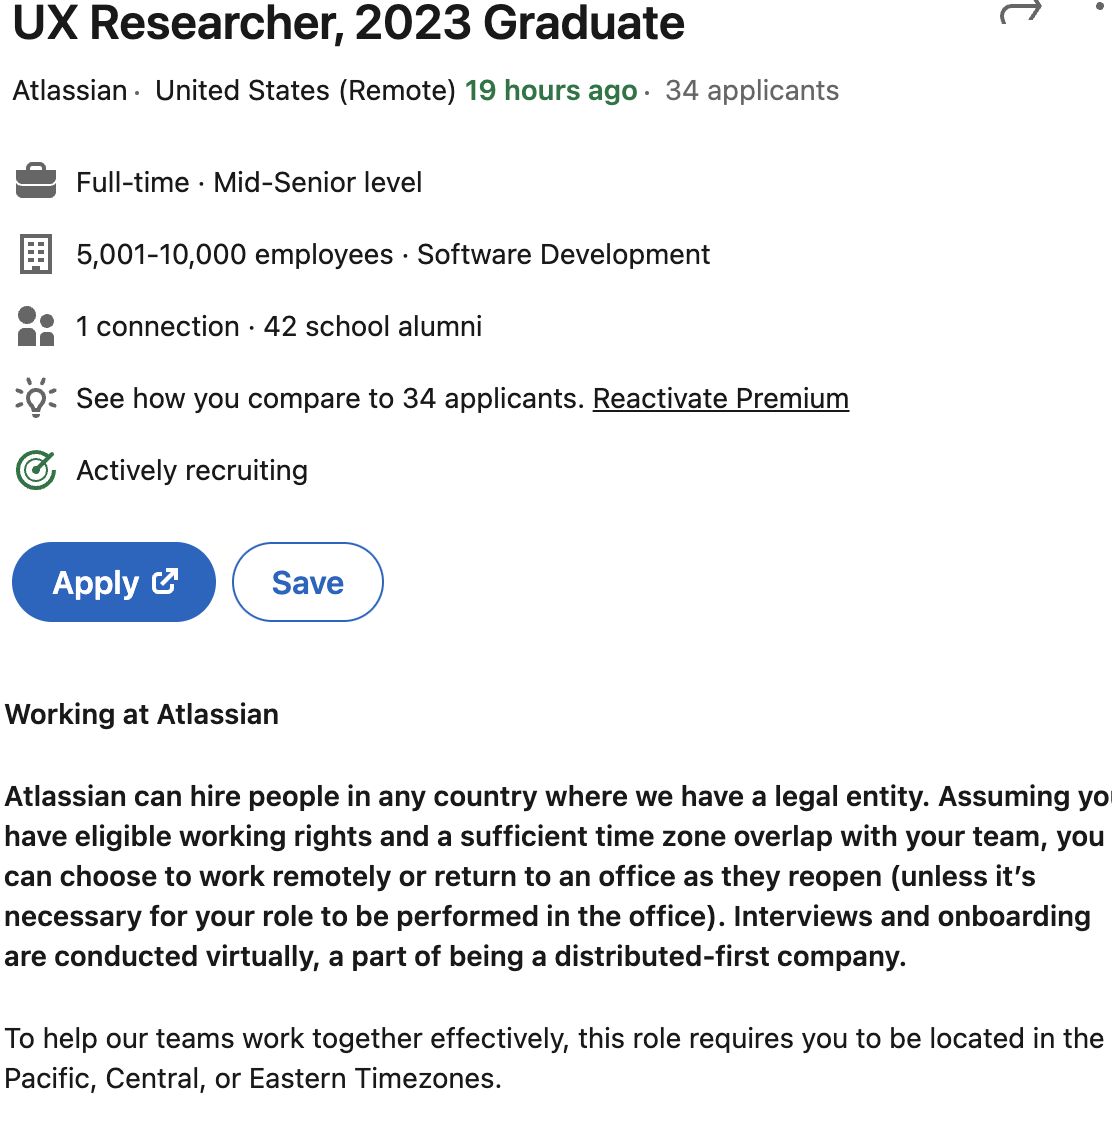 UX Researcher, 2023 Graduate
Atlassian · United States (Remote) 19 hours ago · 34 applicants
Full-time · Mid-Senior level
5,001-10,000 employees · Software Development
1 connection · 42 school alumni
See how you compare to 34 applicants. Reactivate Premium
Actively recruiting
Apply
Save
Working at Atlassian
Atlassian can hire people in any country where we have a legal entity. Assuming you
have eligible working rights and a sufficient time zone overlap with your team, you
can choose to work remotely or return to an office as they reopen (unless it’s
necessary for your role to be performed in the office). Interviews and onboarding
are conducted virtually, a part of being a distributed-first company.
To help our teams work together effectively, this role requires you to be located in the
Pacific, Central, or Eastern Timezones.